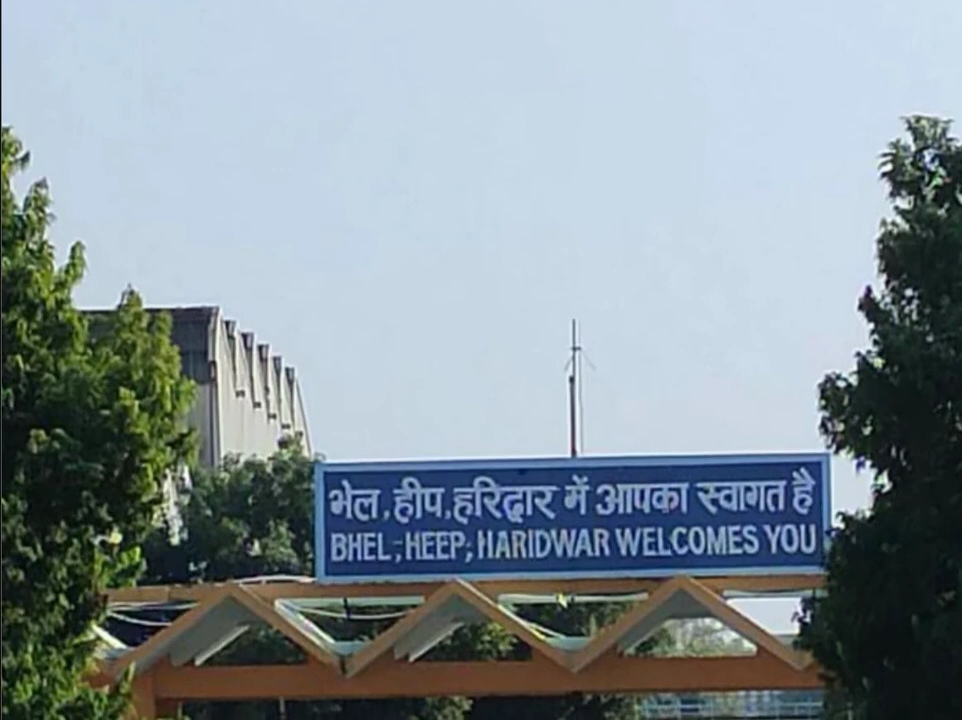 भेल, हीप, हरिद्वार में आपका स्वागत है
BHEL, HEEP, HARIDWAR WELCOMES YOU